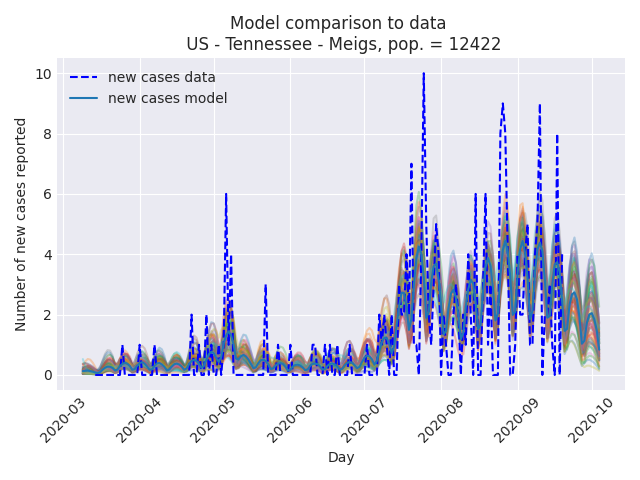 Model comparison to data
US - Tennessee - Meigs, pop. = 12422
new cases data
new cases model
Number of new cases reported
10
8
6
4
2
0
2020-03
2020-04
2020-05
2020-06
2020-07
2020-08
2020-09
2020-10
Day